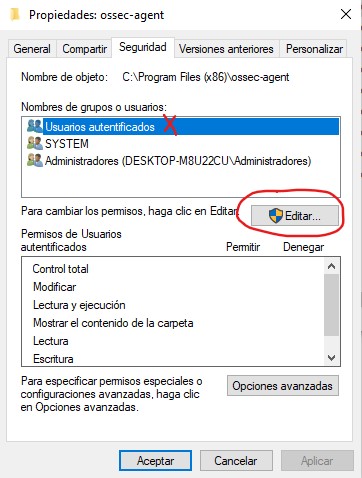 Propiedades: ossec-agent
General Compartir Seguridad Versiones anteriores Personalizar
Nombre de objeto: C:\Program Files (x86)\ossec-agent
Nombres de grupos o usuarios:
Usuarios autentificados
SYSTEM
Administradores (DESKTOP-M8U22CU\Administradores)
Para cambiar los permisos, haga clic en Editar.
Editar...
Permisos de Usuarios
autentificados Permitir Denegar
Control total
Modificar
Lectura y ejecución
Mostrar el contenido de la carpeta
Lectura
Escritura
Para especificar permisos especiales o
configuraciones avanzadas, haga clic
en Opciones avanzadas.
Opciones avanzadas
Aceptar Cancelar Aplicar